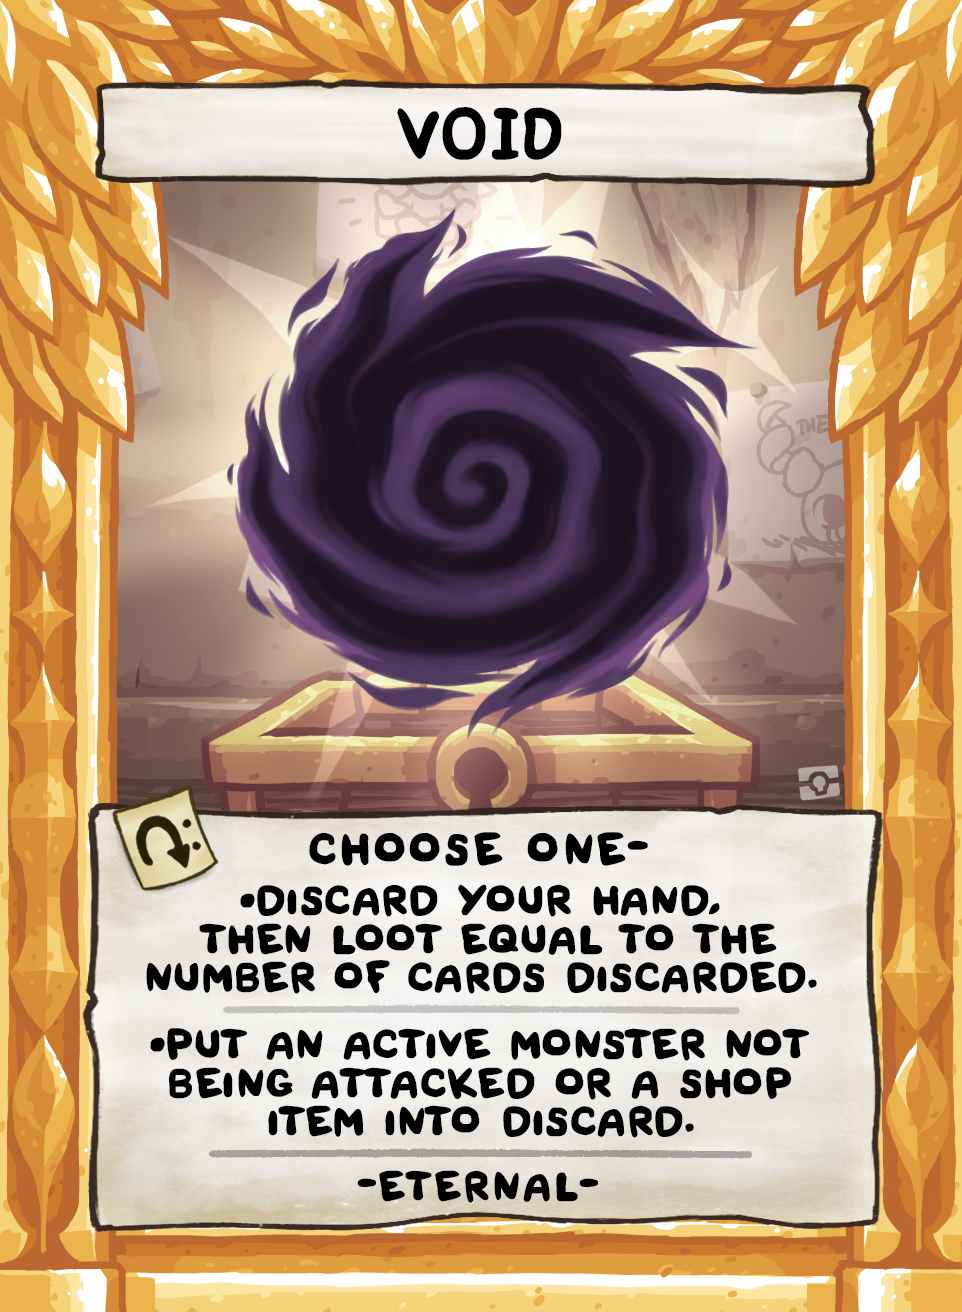 VOID
THE
CHOOSE ONE-
•DISCARD YOUR HAND,
THEN LOOT EQUAL TO THE
NUMBER OF CARDS DISCARDED.
•PUT AN ACTIVE MONSTER NOT
BEING ATTACKED OR A SHOP
ITEM INTO DISCARD.
-ETERNAL-